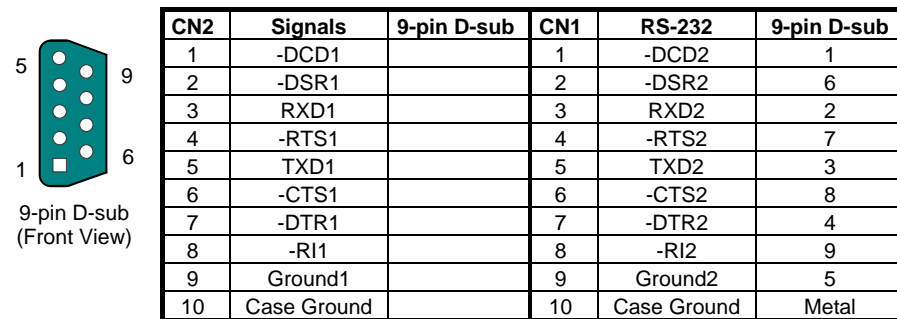 5
9
1
6
9-pin D-sub
(Front View)
CN2 Signals 9-pin D-sub CN1 RS-232 9-pin D-sub
1 -DCD1 1 -DCD2 1
2 -DSR1 2 -DSR2 6
3 RXD1 3 RXD2 2
4 -RTS1 4 -RTS2 7
5 TXD1 5 TXD2 3
6 -CTS1 6 -CTS2 8
7 -DTR1 7 -DTR2 4
8 -RI1 8 -RI2 9
9 Ground1 9 Ground2 5
10 Case Ground 10 Case Ground Metal